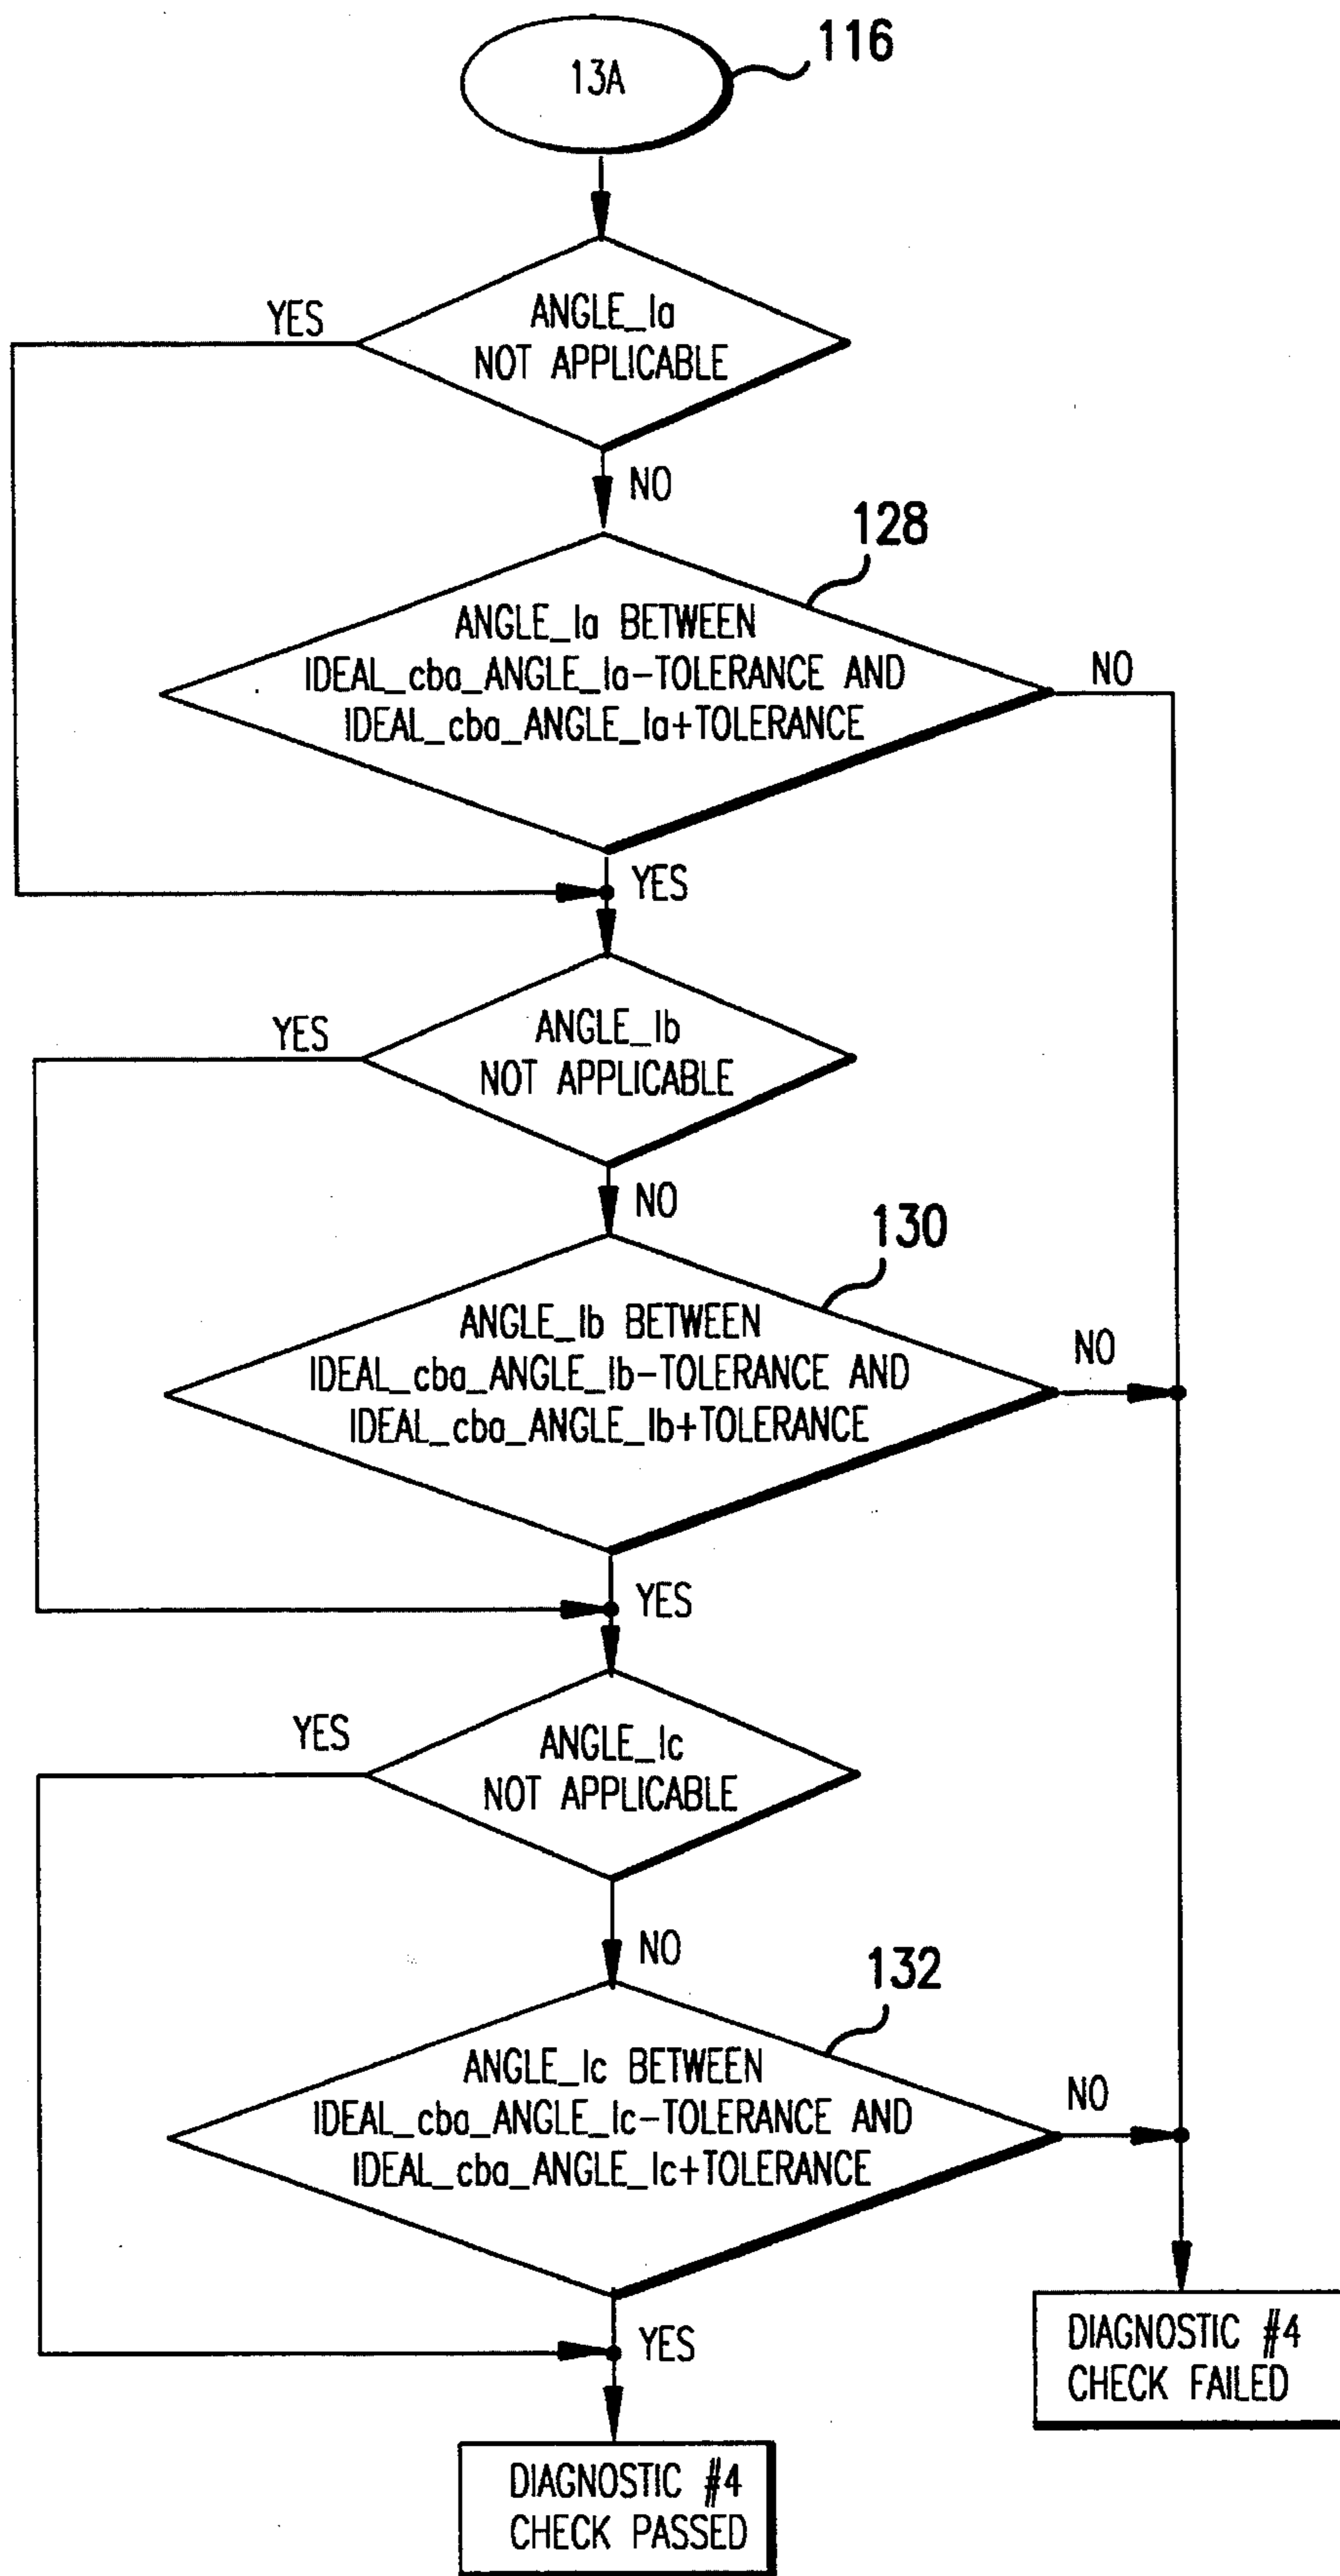 116
13A
YES
ANGLE_Ia
NOT APPLICABLE
NO
128
ANGLE_Ia BETWEEN
IDEAL_cba_ANGLE_Ia-TOLERANCE AND
IDEAL_cba_ANGLE_Ia+TOLERANCE
NO
YES
YES
ANGLE_Ib
NOT APPLICABLE
NO
130
ANGLE_Ib BETWEEN
IDEAL_cba_ANGLE_Ib-TOLERANCE AND
IDEAL_cba_ANGLE_Ib+TOLERANCE
NO
YES
YES
ANGLE_Ic
NOT APPLICABLE
NO
132
ANGLE_Ic BETWEEN
IDEAL_cba_ANGLE_Ic-TOLERANCE AND
IDEAL_cba_ANGLE_Ic+TOLERANCE
NO
YES
DIAGNOSTIC #4
CHECK FAILED
DIAGNOSTIC #4
CHECK PASSED